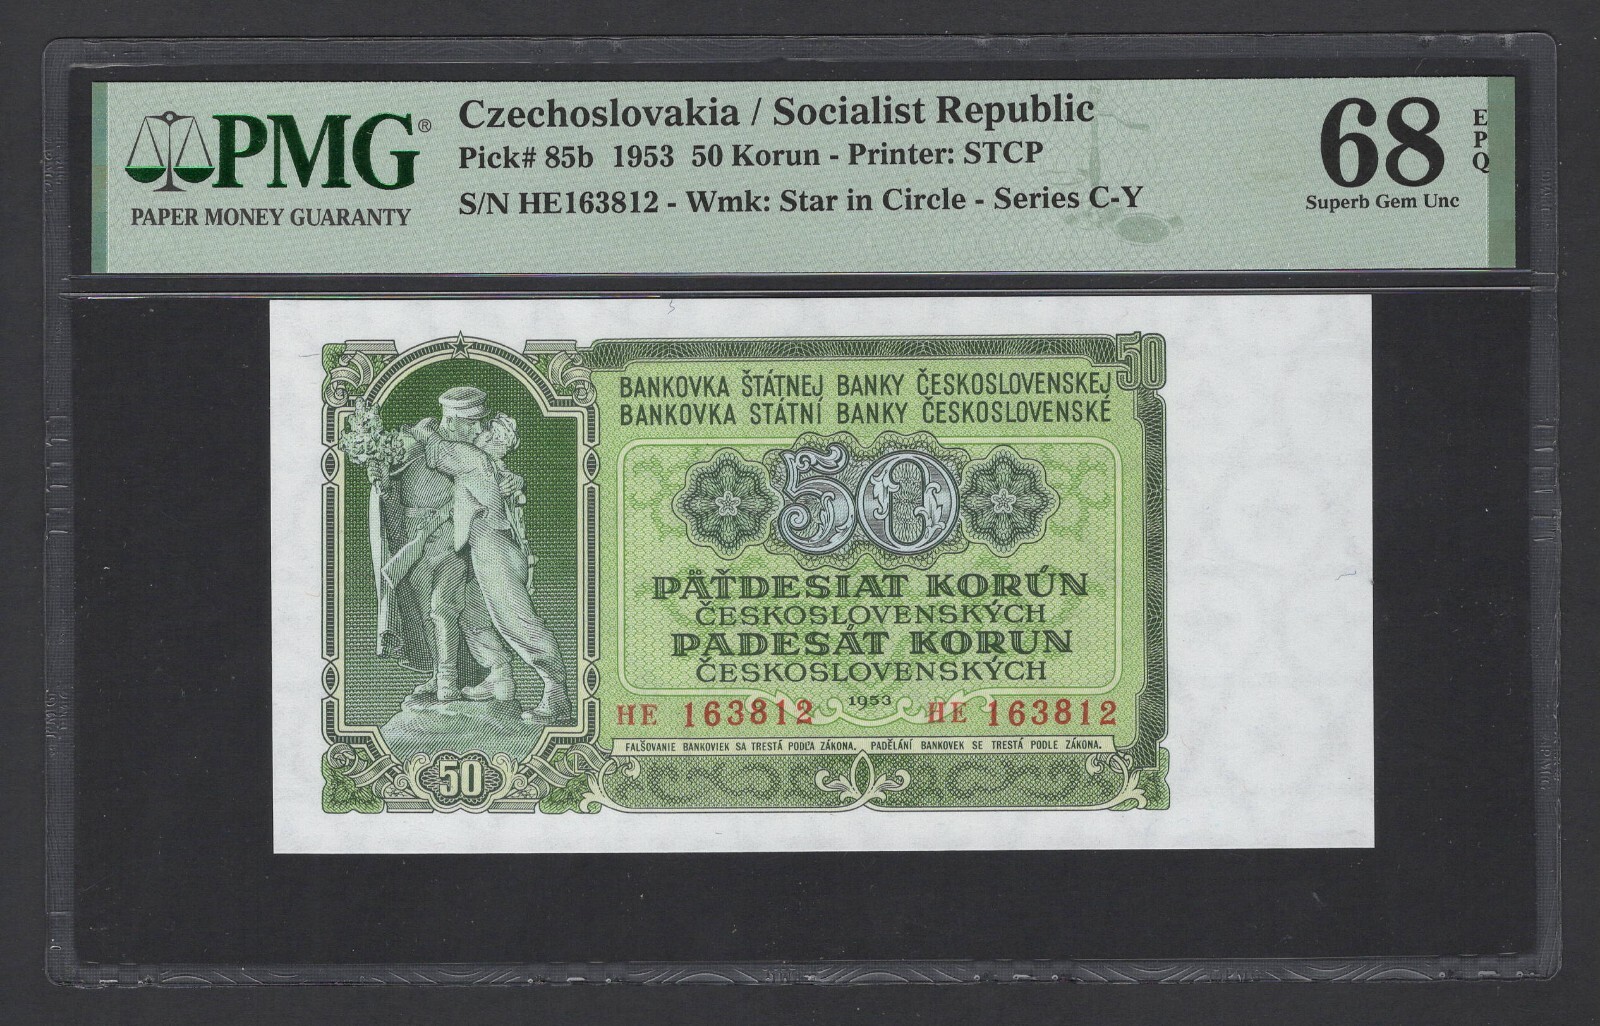 PMG®
PAPER MONEY GUARANTY
Czechoslovakia / Socialist Republic
Pick# 85b 1953 50 Korun - Printer: STCP
S/N HE163812 - Wmk: Star in Circle - Series C-Y
68
EPQ
Superb Gem Unc
50
BANKOVKA ŠTÁTNEJ BANKY ČESKOSLOVENSKEJ
BANKOVKA STÁTNÍ BANKY ČESKOSLOVENSKÉ
50
PÄŤDESIAT KORÚN
ČESKOSLOVENSKÝCH
PADESÁT KORUN
ČESKOSLOVENSKÝCH
1953
HE 163812 HE 163812
FALŠOVANIE BANKOVIEK SA TRESTÁ PODĽA ZÁKONA. PADĚLÁNÍ BANKOVEK SE TRESTÁ PODLE ZÁKONA.
50